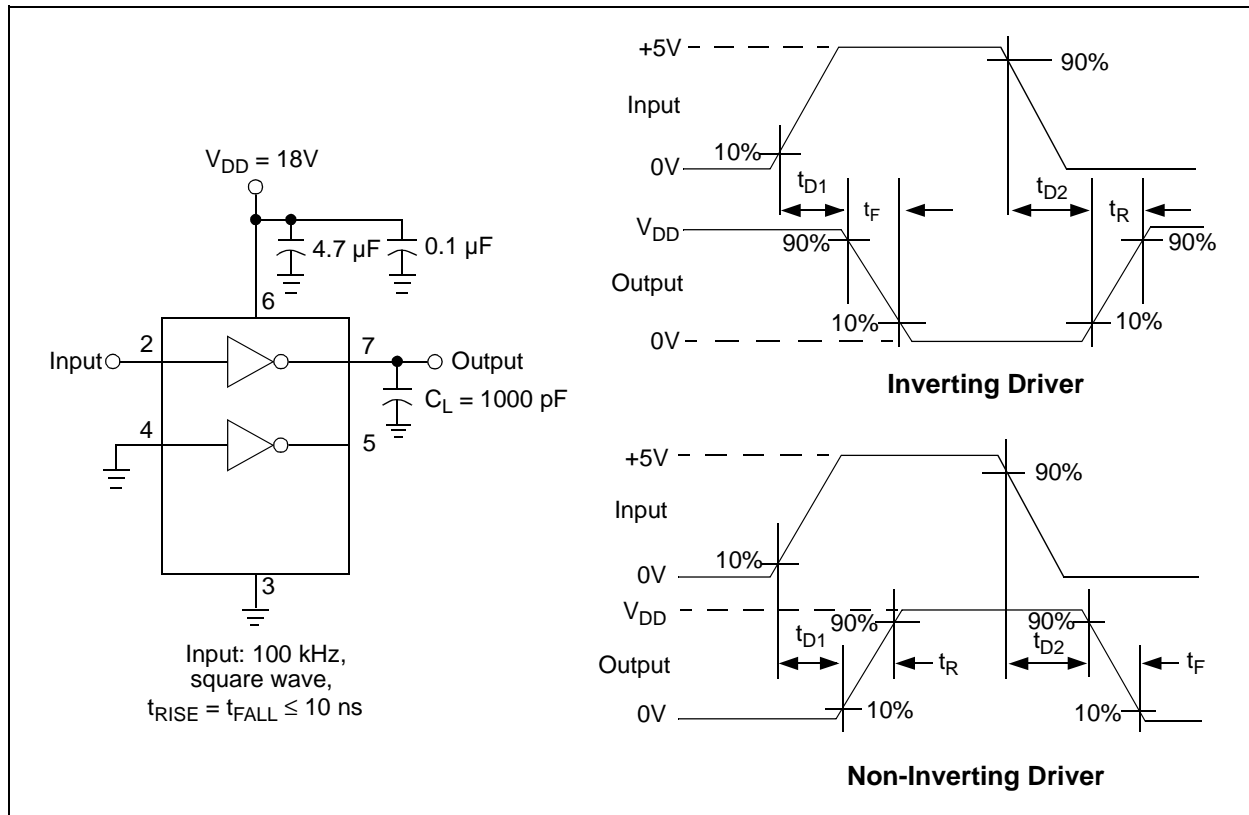 V_DD = 18V
4.7 µF
0.1 µF
6
Input
2
7
Output
C_L = 1000 pF
4
5
3
Input: 100 kHz,
square wave,
t_RISE = t_FALL ≤ 10 ns
+5V
90%
Input
10%
0V
t_D1
t_F
t_D2
t_R
V_DD
90%
90%
Output
10%
10%
0V
Inverting Driver
+5V
90%
Input
10%
0V
V_DD
90%
90%
t_D1
t_R
t_D2
t_F
Output
0V
10%
10%
Non-Inverting Driver